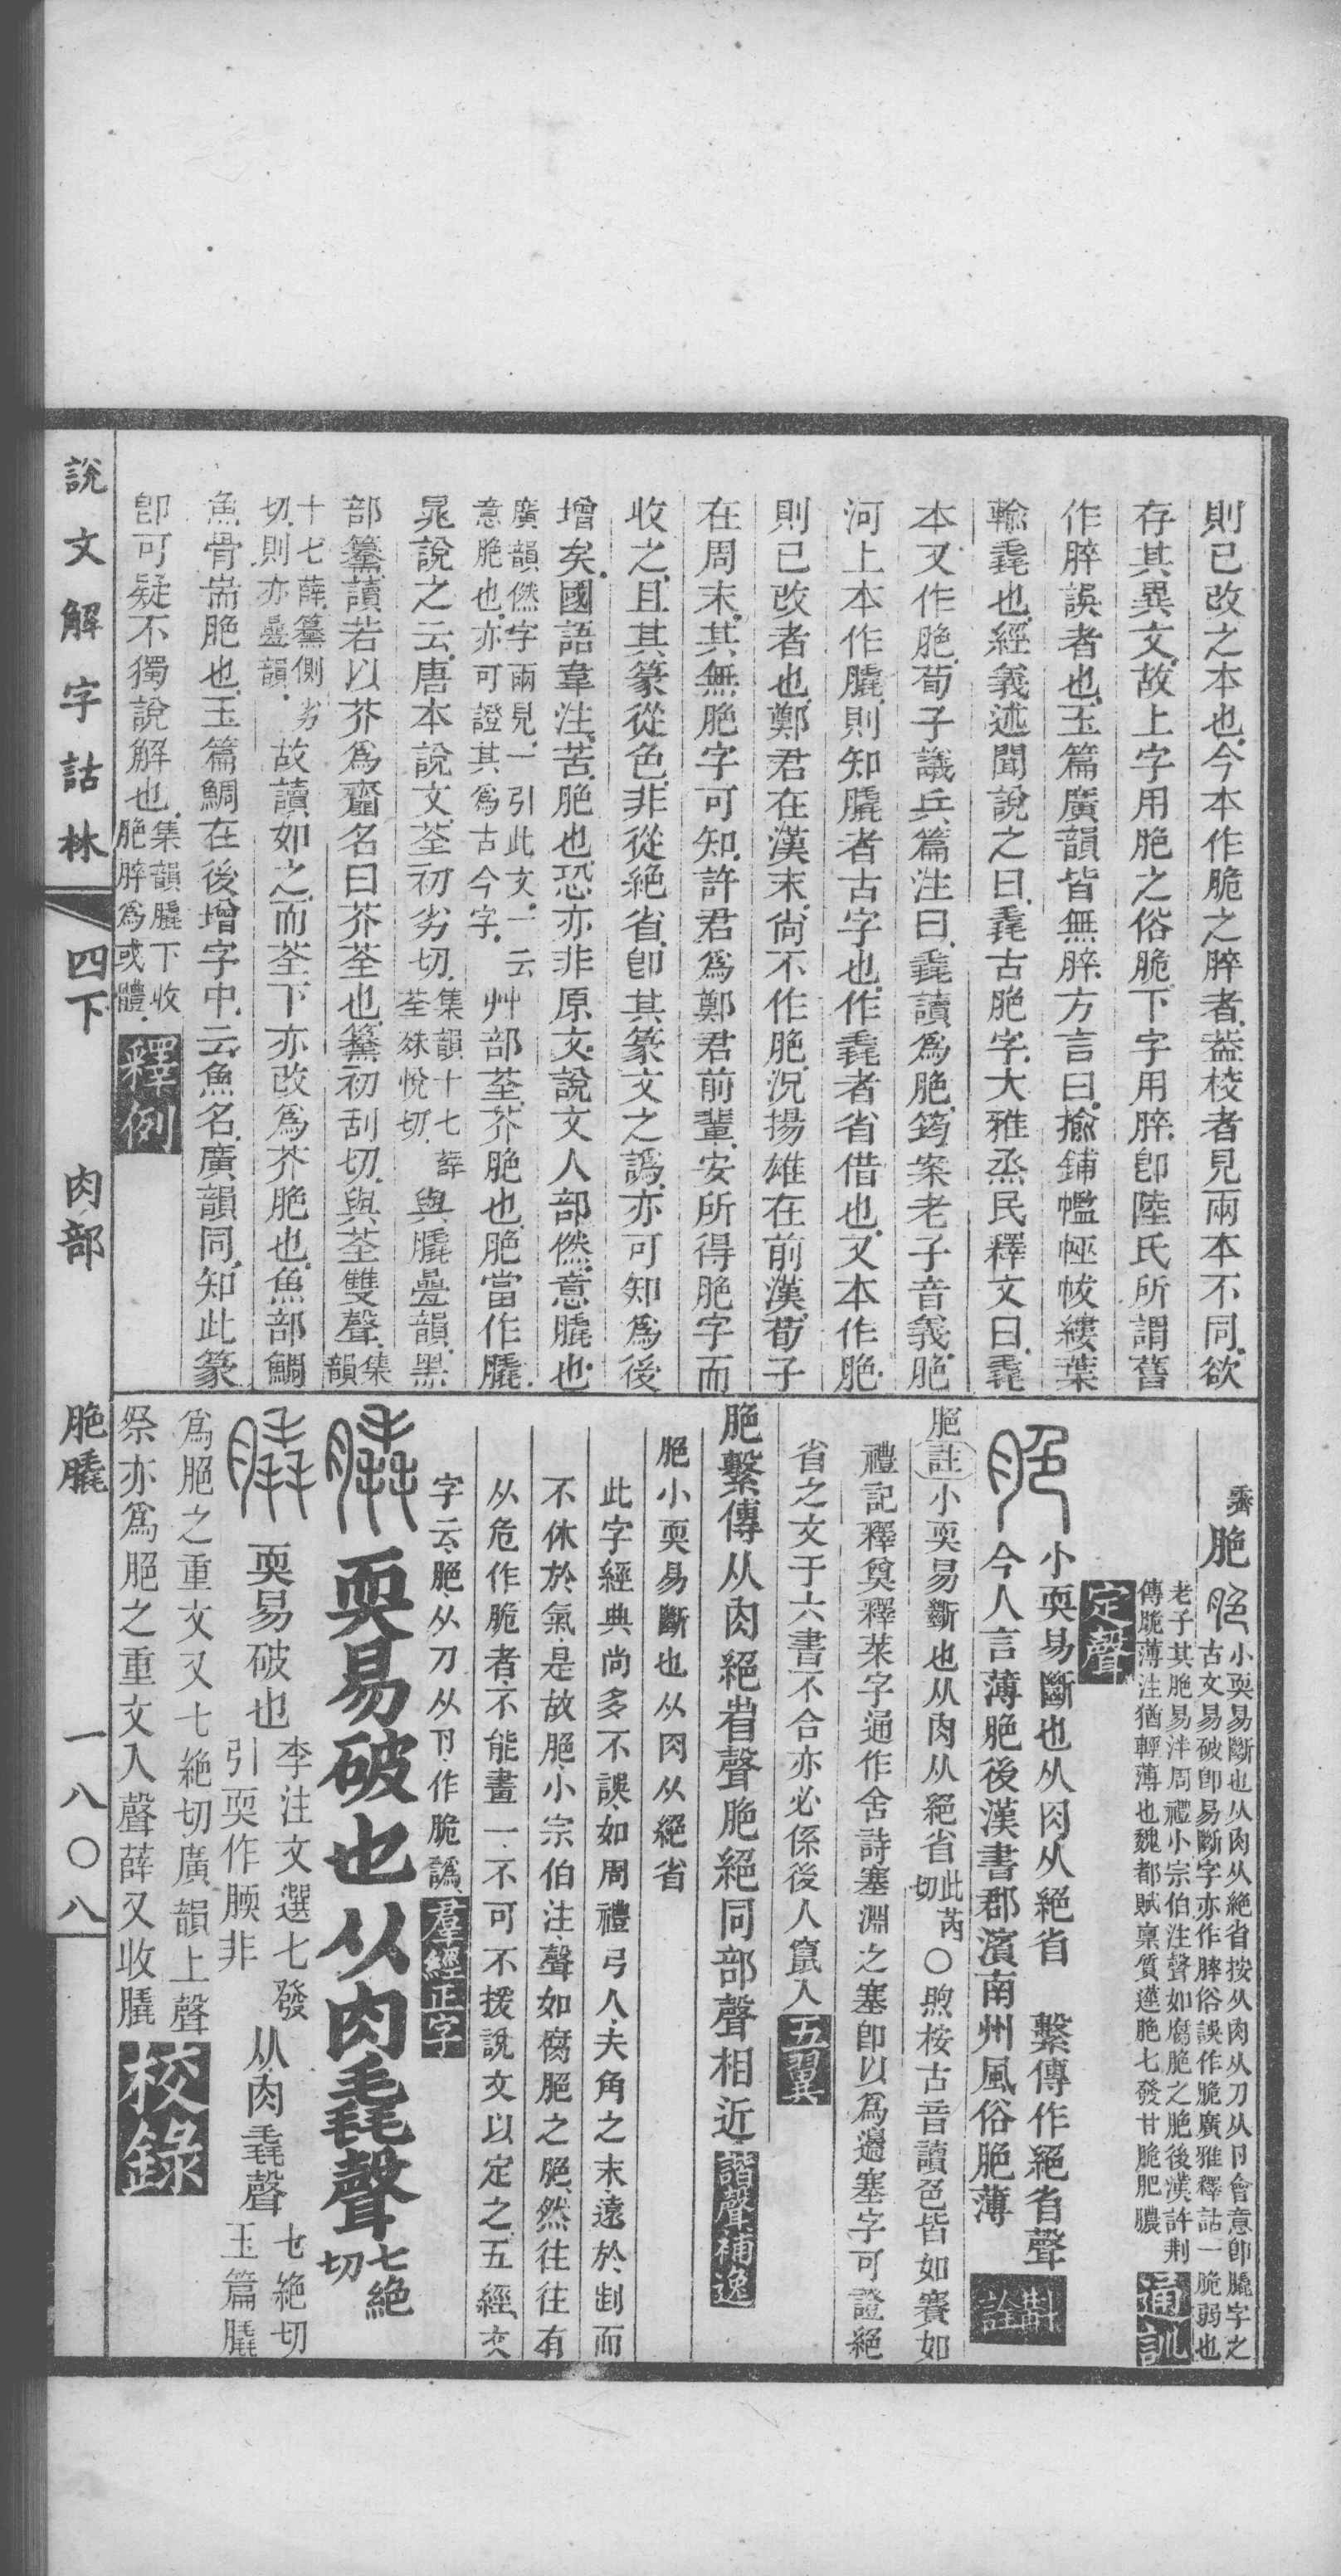 則已改之本也今本作脆之脺者葢校者見兩本不同欲
存其異文故上字用脃之俗脆下字用脺卽陸氏所謂舊
作脺誤者也玉篇廣韻皆無脺方言曰揄鋪㡮㠲帗縷葉
輸毳也經義述聞說之曰毳古脃字大雅烝民釋文曰毳
本又作脃荀子議兵篇注曰毳讀爲脃筠案老子音義脃
河上本作膬則知膬者古字也作毳者省借也又本作脃
則已改者也鄭君在漢末尙不作脃況揚雄在前漢荀子
在周末其無脃字可知許君爲鄭君前輩安所得脃字而
收之且其篆從色非從絕省卽其篆文之譌亦可知爲後
增矣國語韋注苦脃也恐亦非原文說文人部㒄意膬也
廣韻㒄字兩見一引此文一云
意脃也亦可證其爲古今字
艸部荃芥脃也脃當作膬
晁說之云唐本說文荃初劣切
集韻十七薛
荃姝悅切
與膬疊韻黑
部䵵讀若以芥爲齏名曰芥荃也䵵初刮切與荃雙聲
集
韻
十七薛䵵側劣
切則亦疊韻
故讀如之而荃下亦改爲芥脃也魚部鯛
魚骨耑脃也玉篇鯛在後增字中云魚名廣韻同知此篆
卽可疑不獨說解也
集韻膬下收
脃脺爲或體
釋例
脃
小耎易斷也从肉从絕省按从肉从刀从卪會意卽膬字之
古文易破卽易斷字亦作脺俗誤作脆廣雅釋詁一脆弱也
老子其脃易泮周禮小宗伯注聲如腐脃之脃後漢許荆
傳脆薄注猶輕薄也魏都賦稟質遳脃七發甘脆肥膿
通訓
定聲
小耎易斷也从肉从絕省　繫傳作絕省聲
今人言薄脃後漢書郡濱南州風俗脃薄
斠
詮
脃
註
小耎易斷也从肉从絕省
此芮
切
〇煦按古音讀色皆如賽如
禮記釋奠釋萊字通作舍詩塞淵之塞卽以爲邊塞字可證絕
省之文于六書不合亦必係後人竄入
五翼
脃繫傳从肉絕省聲脃絕同部聲相近
諧聲補逸
脃小耎易斷也从肉从絕省
此字經典尚多不誤如周禮弓人夫角之末遠於㓸而
不休於氣是故脃小宗伯注聲如腐脃之脃然往往有
从危作脆者不能畫一不可不援說文以定之五經文
字云脃从刀从卪作脆譌
羣經正字
耎易破也从肉毳聲
七絕
切
耎易破也
李注文選七發
引耎作腝非
从肉毳聲
七絕切
玉篇膬
爲脃之重文又七絕切廣韻上聲
祭亦爲脃之重文入聲薛又收膬
校錄
說文解字詁林
四下
肉部
脃膬
一八〇八